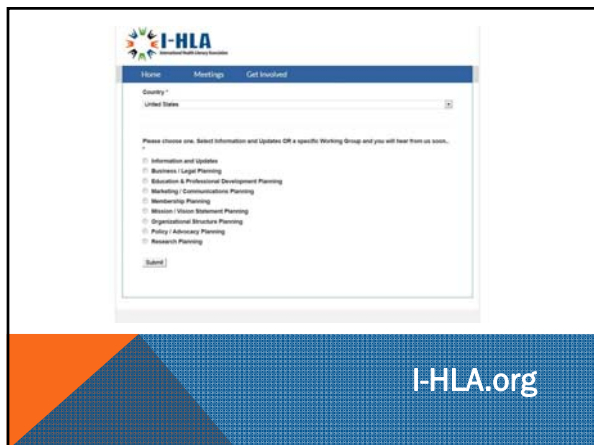 I-HLA
International Health Literacy Association
Home Meetings Get Involved
Country *
United States
Please choose one. Select Information and Updates OR a specific Working Group and you will hear from us soon..
*
Information and Updates
Business / Legal Planning
Education & Professional Development Planning
Marketing / Communications Planning
Membership Planning
Mission / Vision Statement Planning
Organizational Structure Planning
Policy / Advocacy Planning
Research Planning
Submit
I-HLA.org